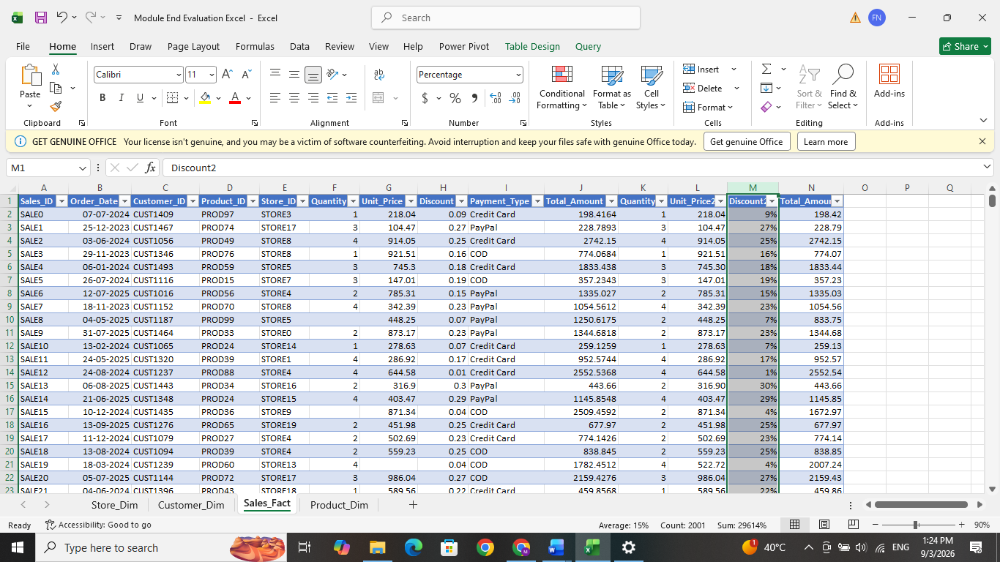 Module End Evaluation Excel - Excel
Search
FN
File Home Insert Draw Page Layout Formulas Data Review View Help Power Pivot Table Design Query Share
Paste
Clipboard
Calibri 11
B I U A
Font
ab
Alignment
Percentage
$ % , .00
Number
Conditional Formatting
Format as Table
Cell Styles
Styles
Insert
Delete
Format
Cells
Sort & Filter
Find & Select
Editing
Add-ins
Add-ins
GET GENUINE OFFICE Your license isn't genuine, and you may be a victim of software counterfeiting. Avoid interruption and keep your files safe with genuine Office today. Get genuine Office Learn more
M1 fx Discount2
A B C D E F G H I J K L M N O P Q
1 Sales_ID Order_Date Customer_ID Product_ID Store_ID Quantity Unit_Price Discount Payment_Type Total_Amount Quantity Unit_Price2 Discount2 Total_Amour
2 SALE0 07-07-2024 CUST1409 PROD97 STORE3 1 218.04 0.09 Credit Card 198.4164 1 218.04 9% 198.42
3 SALE1 25-12-2023 CUST1467 PROD74 STORE17 3 104.47 0.27 PayPal 228.7893 3 104.47 27% 228.79
4 SALE2 03-06-2024 CUST1056 PROD49 STORE8 4 914.05 0.25 Credit Card 2742.15 4 914.05 25% 2742.15
5 SALE3 29-11-2023 CUST1346 PROD76 STORE8 1 921.51 0.16 COD 774.0684 1 921.51 16% 774.07
6 SALE4 06-01-2024 CUST1493 PROD59 STORE5 3 745.3 0.18 Credit Card 1833.438 3 745.30 18% 1833.44
7 SALE5 26-07-2024 CUST1116 PROD15 STORE7 3 147.01 0.19 COD 357.2343 3 147.01 19% 357.23
8 SALE6 12-07-2025 CUST1016 PROD56 STORE4 2 785.31 0.15 PayPal 1335.027 2 785.31 15% 1335.03
9 SALE7 18-11-2023 CUST1152 PROD70 STORE8 4 342.39 0.23 PayPal 1054.5612 4 342.39 23% 1054.56
10 SALE8 04-05-2025 CUST1187 PROD99 STORE5 448.25 0.07 PayPal 1250.6175 2 448.25 7% 833.75
11 SALE9 31-07-2025 CUST1464 PROD33 STORE0 2 873.17 0.23 PayPal 1344.6818 2 873.17 23% 1344.68
12 SALE10 13-02-2024 CUST1065 PROD24 STORE14 1 278.63 0.07 Credit Card 259.1259 1 278.63 7% 259.13
13 SALE11 24-05-2025 CUST1320 PROD39 STORE1 4 286.92 0.17 Credit Card 952.5744 4 286.92 17% 952.57
14 SALE12 24-08-2024 CUST1237 PROD88 STORE4 4 644.58 0.01 Credit Card 2552.5368 4 644.58 1% 2552.54
15 SALE13 06-08-2025 CUST1443 PROD34 STORE16 2 316.9 0.3 PayPal 443.66 2 316.90 30% 443.66
16 SALE14 21-06-2025 CUST1348 PROD24 STORE15 4 403.47 0.29 PayPal 1145.8548 4 403.47 29% 1145.85
17 SALE15 10-12-2024 CUST1435 PROD36 STORE9 871.34 0.04 COD 2509.4592 2 871.34 4% 1672.97
18 SALE16 13-09-2025 CUST1276 PROD65 STORE19 2 451.98 0.25 Credit Card 677.97 2 451.98 25% 677.97
19 SALE17 11-12-2024 CUST1079 PROD27 STORE4 2 502.69 0.23 Credit Card 774.1426 2 502.69 23% 774.14
20 SALE18 13-08-2024 CUST1094 PROD39 STORE4 2 559.23 0.25 COD 838.845 2 559.23 25% 838.85
21 SALE19 18-03-2024 CUST1239 PROD60 STORE13 4 0.04 COD 1782.4512 4 522.72 4% 2007.24
22 SALE20 05-07-2025 CUST1144 PROD72 STORE17 3 986.04 0.27 COD 2159.4276 3 986.04 27% 2159.43
23 SALE21 04-06-2024 CUST1396 PROD43 STORE18 1 589.56 0.22 Credit Card 459.8568 1 589.56 22% 459.86
Store_Dim Customer_Dim Sales_Fact Product_Dim
Ready Accessibility: Good to go Average: 15% Count: 2001 Sum: 29614% 90%
Type here to search 40°C ENG 1:24 PM
9/3/2026